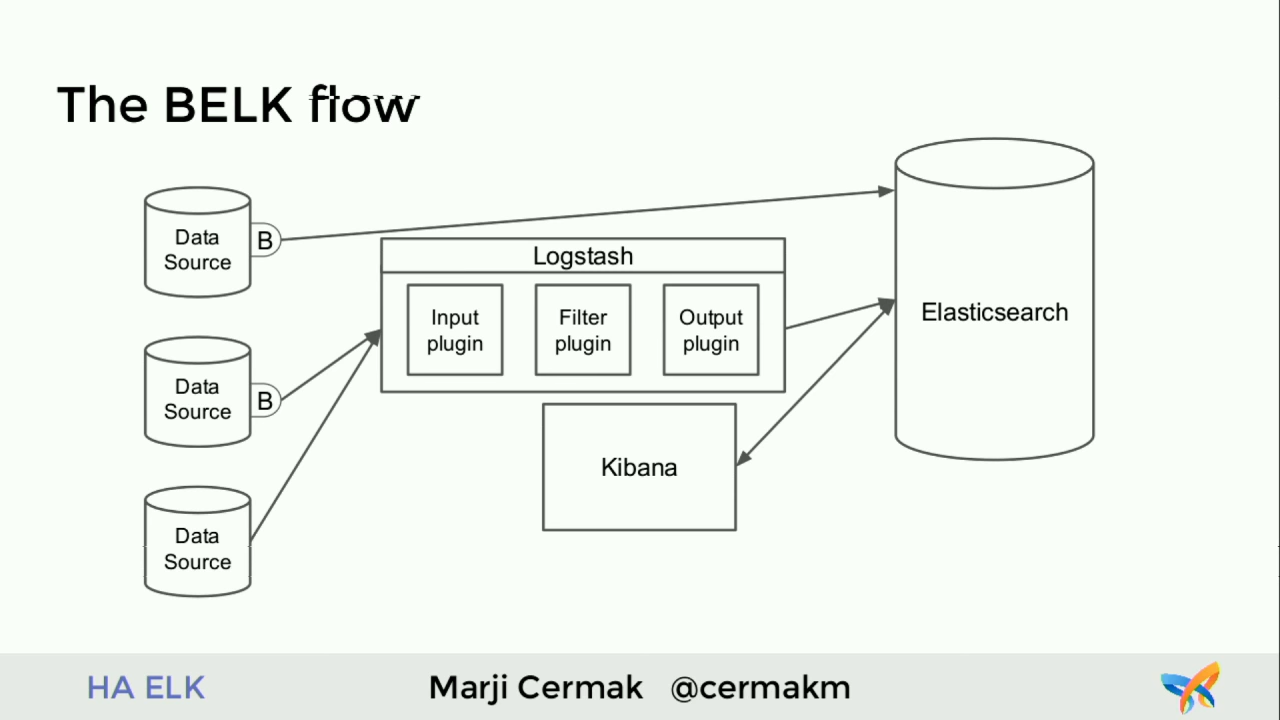 The BELK flow
Data
Source
B
Data
Source
B
Data
Source
Logstash
Input
plugin
Filter
plugin
Output
plugin
Kibana
Elasticsearch
HA ELK
Marji Cermak @cermakm